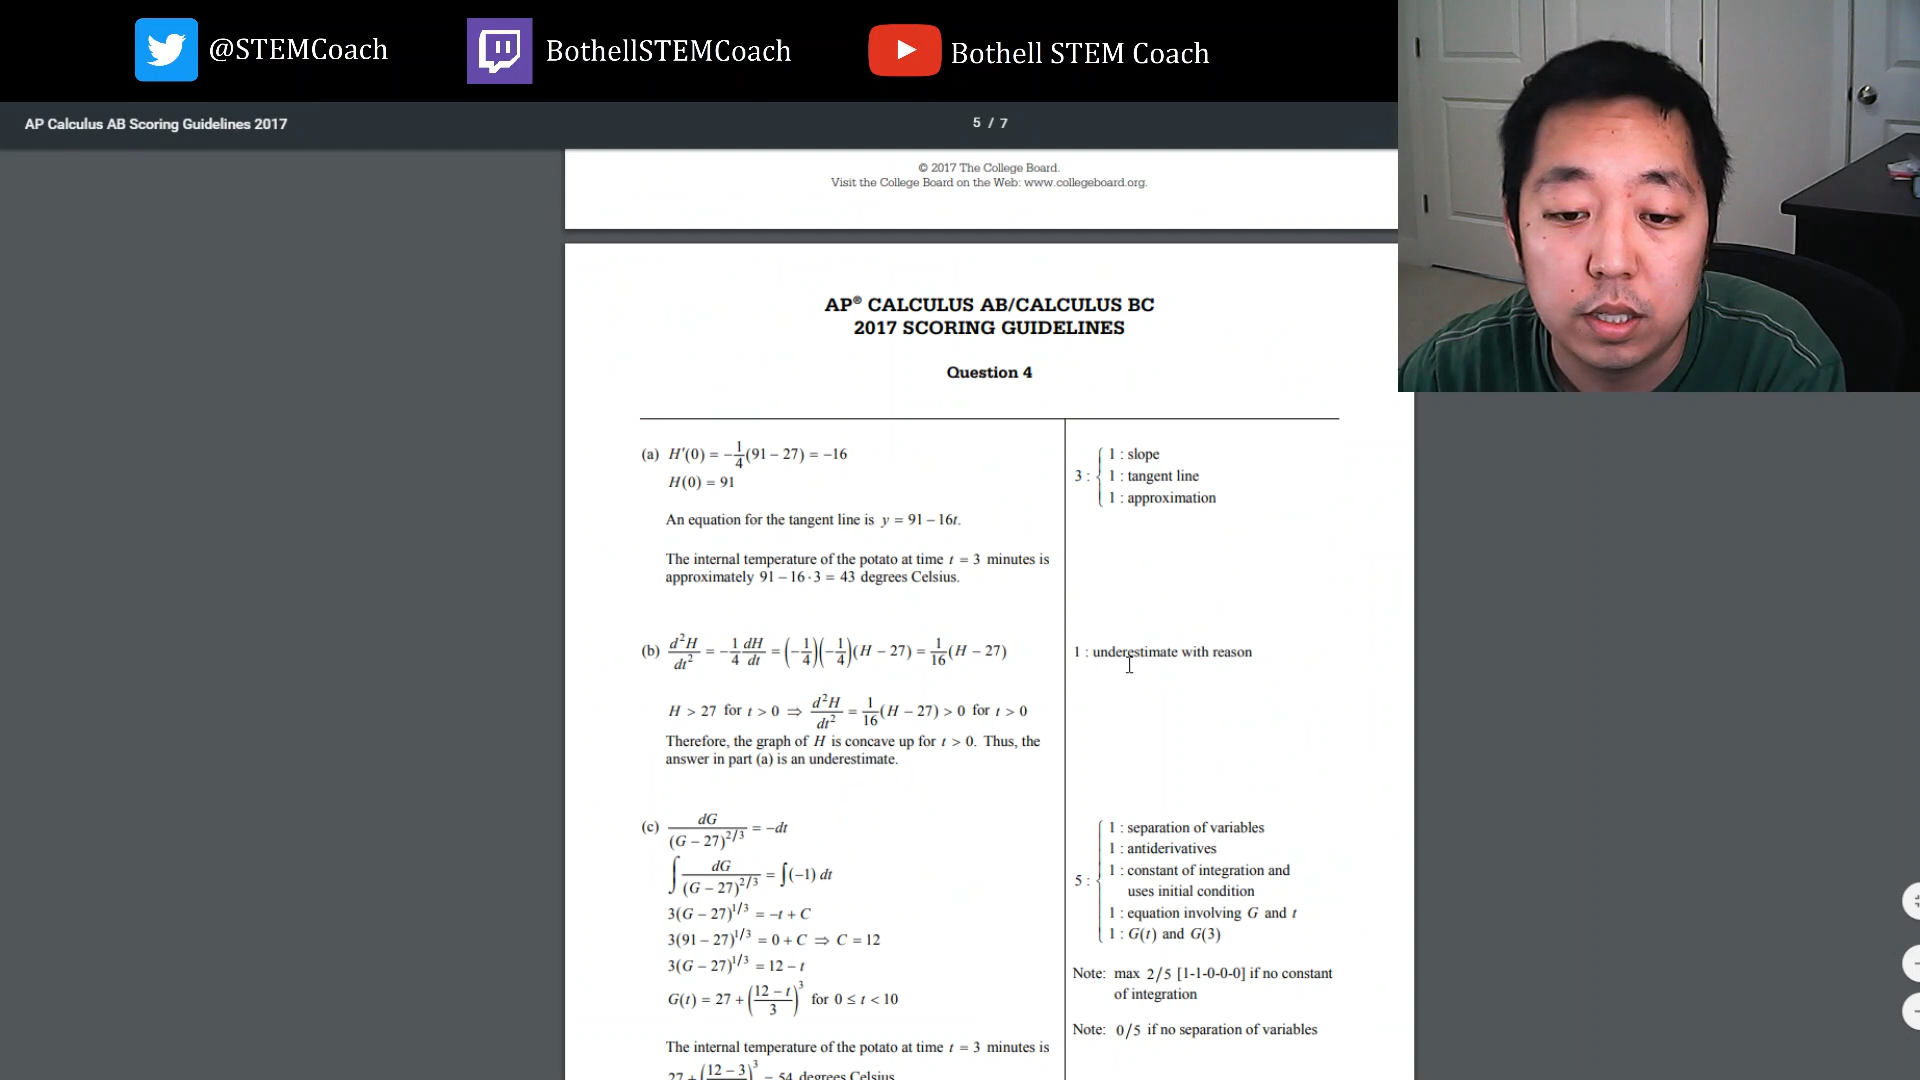 @STEMCoach
BothellSTEMCoach
Bothell STEM Coach
AP Calculus AB Scoring Guidelines 2017
5 / 7
© 2017 The College Board.
Visit the College Board on the Web: www.collegeboard.org.
AP® CALCULUS AB/CALCULUS BC
2017 SCORING GUIDELINES
Question 4
(a) H′(0) = −1/4(91 − 27) = −16
H(0) = 91
An equation for the tangent line is y = 91 − 16t.
The internal temperature of the potato at time t = 3 minutes is
approximately 91 − 16 · 3 = 43 degrees Celsius.
3 :
1 : slope
1 : tangent line
1 : approximation
(b) d²H/dt² = −1/4 dH/dt = (−1/4)(−1/4)(H − 27) = 1/16(H − 27)
H > 27 for t > 0 ⇒ d²H/dt² = 1/16(H − 27) > 0 for t > 0
Therefore, the graph of H is concave up for t > 0. Thus, the
answer in part (a) is an underestimate.
1 : underestimate with reason
(c) dG/(G − 27)^2/3 = −dt
∫ dG/(G − 27)^2/3 = ∫(−1) dt
3(G − 27)^1/3 = −t + C
3(91 − 27)^1/3 = 0 + C ⇒ C = 12
3(G − 27)^1/3 = 12 − t
G(t) = 27 + ((12 − t)/3)³ for 0 ≤ t < 10
The internal temperature of the potato at time t = 3 minutes is
27 + ((12 − 3)/3)³ = 54 degrees Celsius
5 :
1 : separation of variables
1 : antiderivatives
1 : constant of integration and
uses initial condition
1 : equation involving G and t
1 : G(t) and G(3)
Note: max 2/5 [1-1-0-0-0] if no constant
of integration
Note: 0/5 if no separation of variables